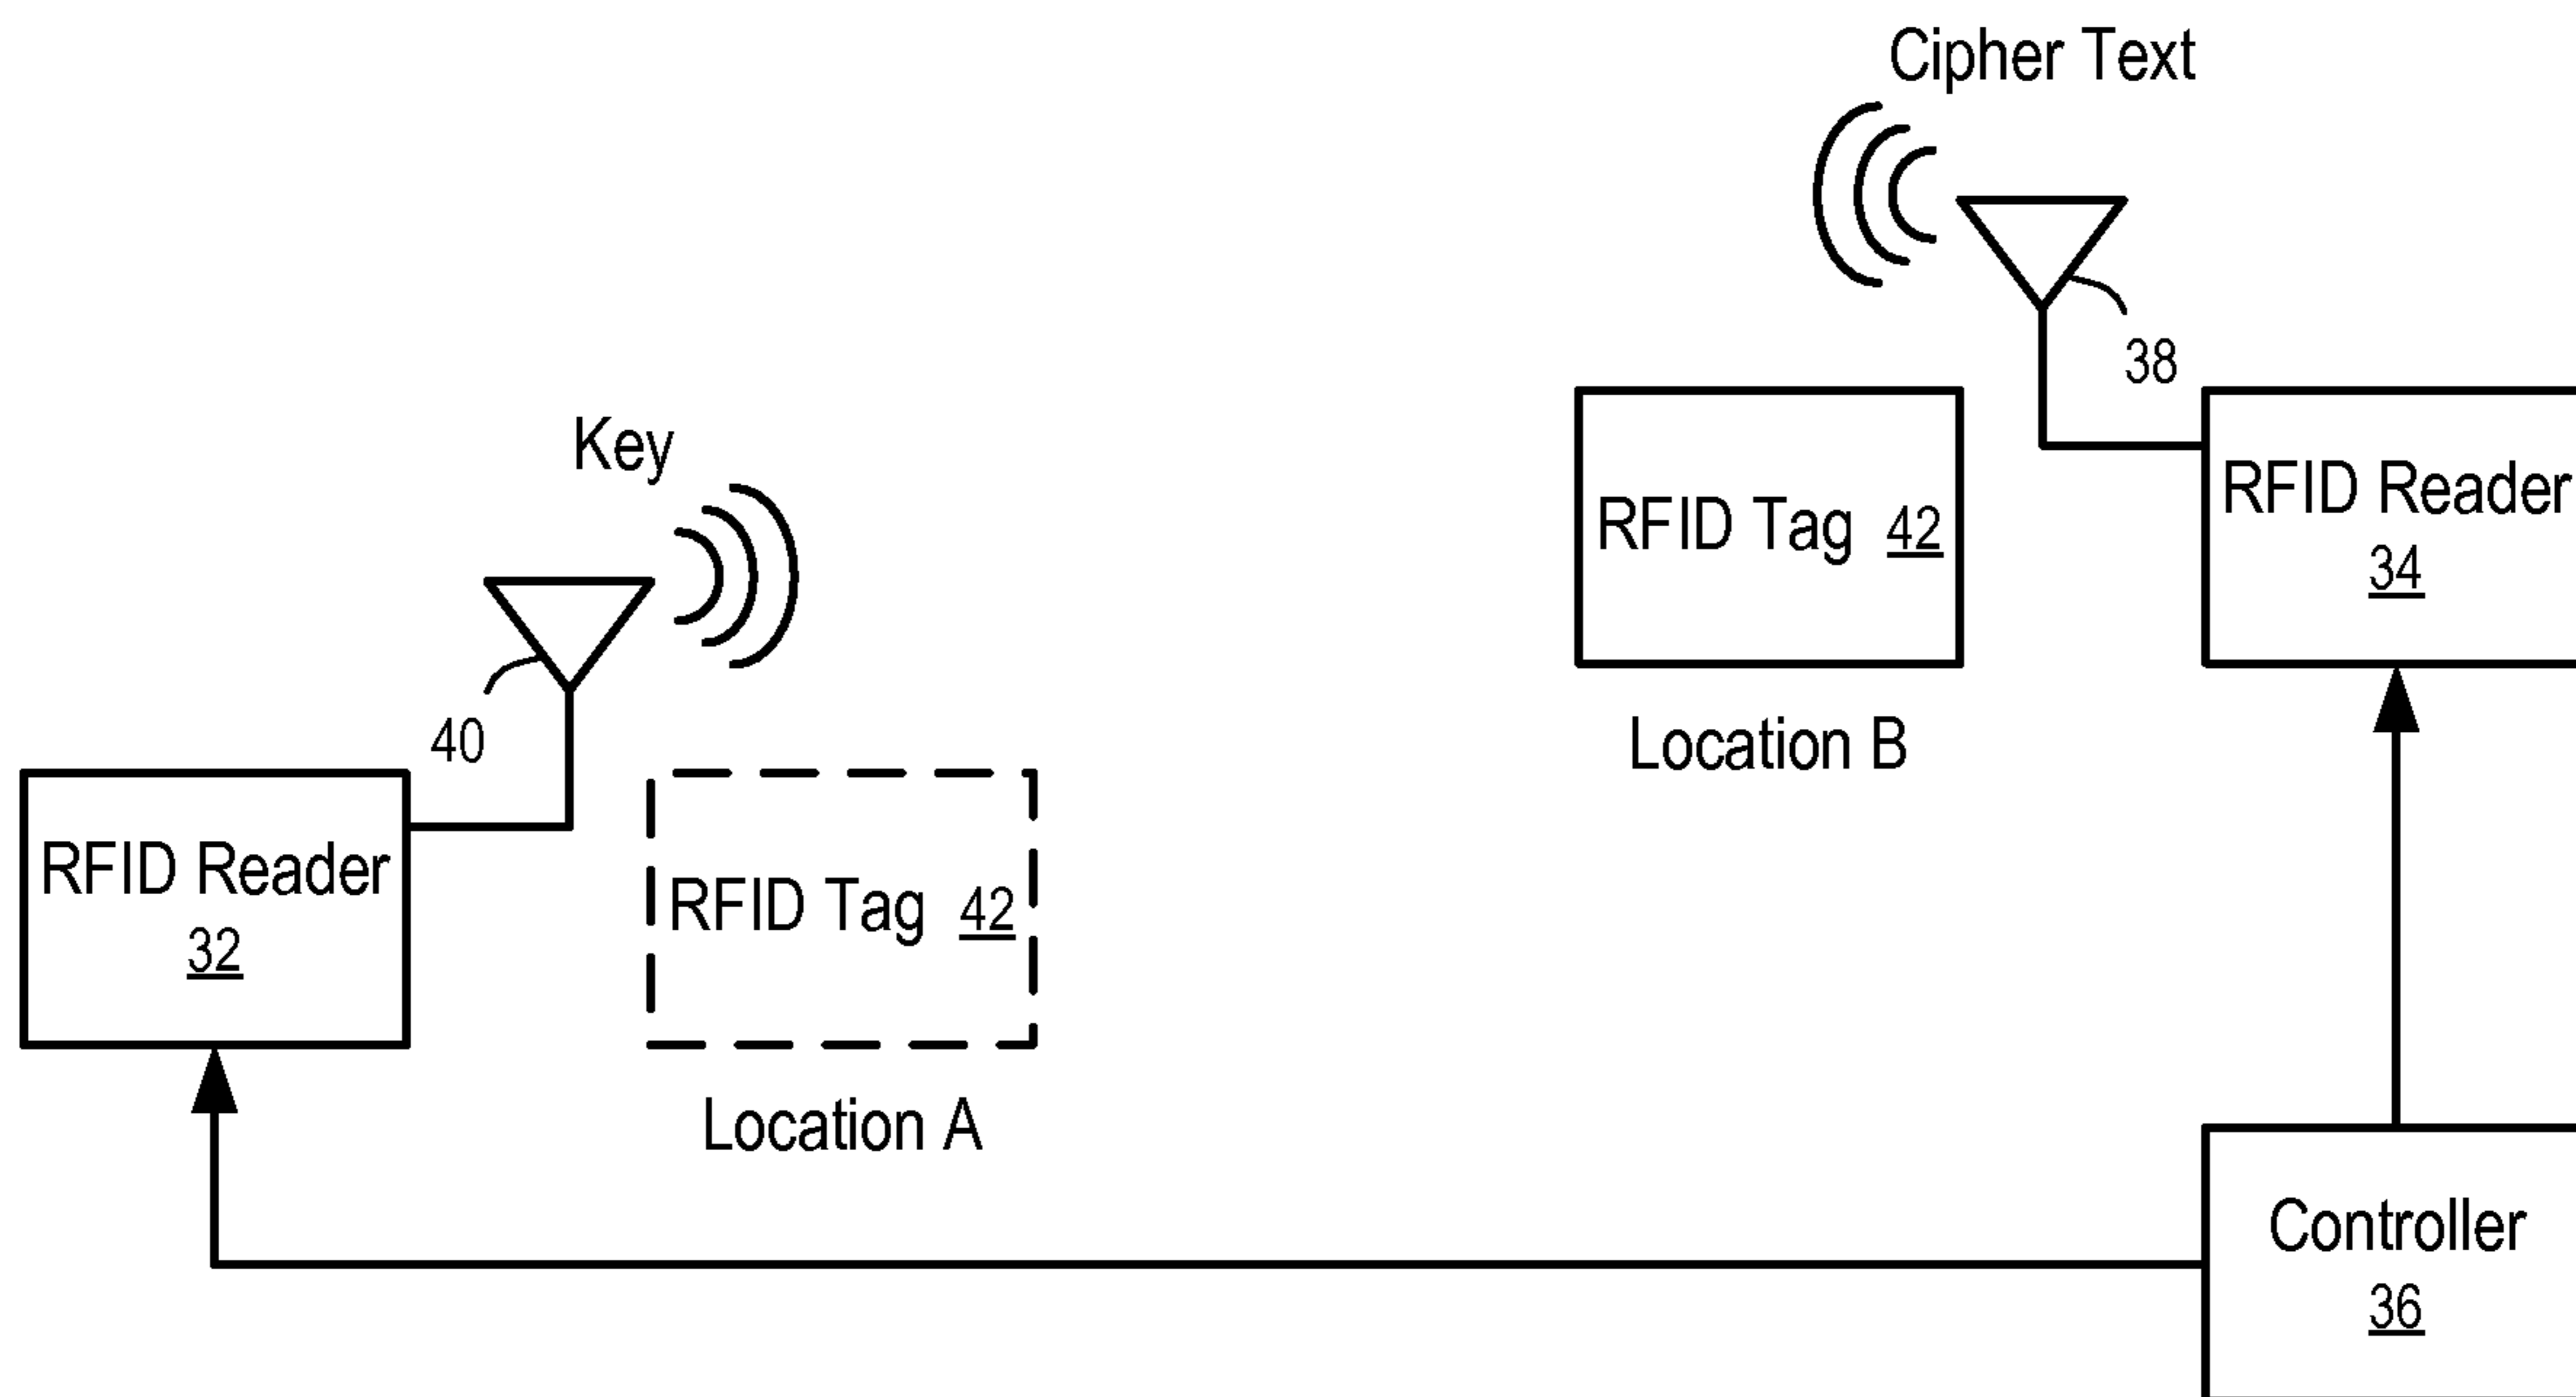 Cipher Text
38
Key
RFID Tag 42
RFID Reader
34
Location B
40
RFID Reader
32
RFID Tag 42
Location A
Controller
36